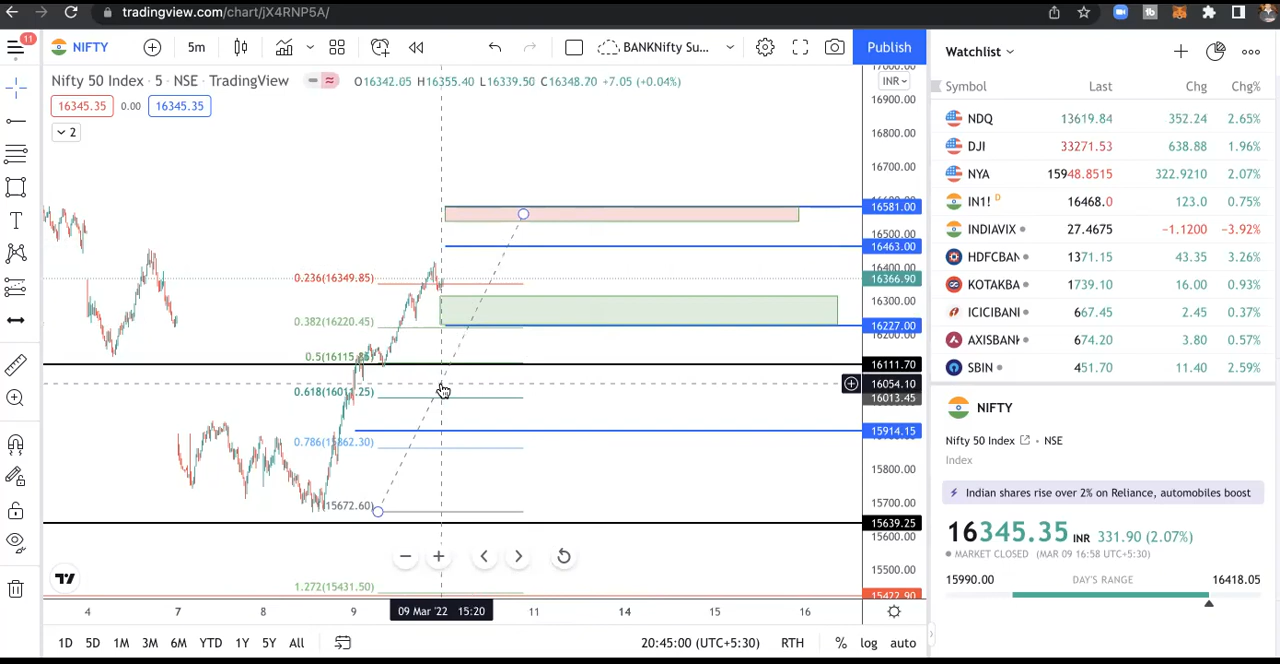 tradingview.com/chart/jX4RNP5A/
11
NIFTY
5m
BANKNifty Su...
Publish
Nifty 50 Index · 5 · NSE · TradingView
O16342.05 H16355.40 L16339.50 C16348.70 +7.05 (+0.04%)
INR
16345.35 0.00 16345.35
2
16900.00
16800.00
16700.00
16581.00
16500.00
16463.00
16400.00
16366.90
16300.00
16227.00
16111.70
16054.10
16013.45
15914.15
15800.00
15700.00
15639.25
15600.00
15500.00
15422.90
0.236(16349.85)
0.382(16220.45)
0.618(16011.25)
0.786(15862.30)
(15672.60)
1.272(15431.50)
4 7 8 9 09 Mar '22 15:20 11 14 15 16
1D 5D 1M 3M 6M YTD 1Y 5Y All
20:45:00 (UTC+5:30) RTH % log auto
Watchlist
Symbol Last Chg Chg%
NDQ 13619.84 352.24 2.65%
DJI 33271.53 638.88 1.96%
NYA 15948.8515 322.9210 2.07%
IN1! D 16468.0 123.0 0.75%
INDIAVIX 27.4675 −1.1200 −3.92%
HDFCBAN 1371.15 43.35 3.26%
KOTAKBA 1739.10 16.00 0.93%
ICICIBANI 667.45 2.45 0.37%
AXISBANK 674.20 3.80 0.57%
SBIN 451.70 11.40 2.59%
NIFTY
Nifty 50 Index · NSE
Index
Indian shares rise over 2% on Reliance, automobiles boost
16345.35 INR 331.90 (2.07%)
MARKET CLOSED (MAR 09 16:58 UTC+5:30)
15990.00 DAY'S RANGE 16418.05